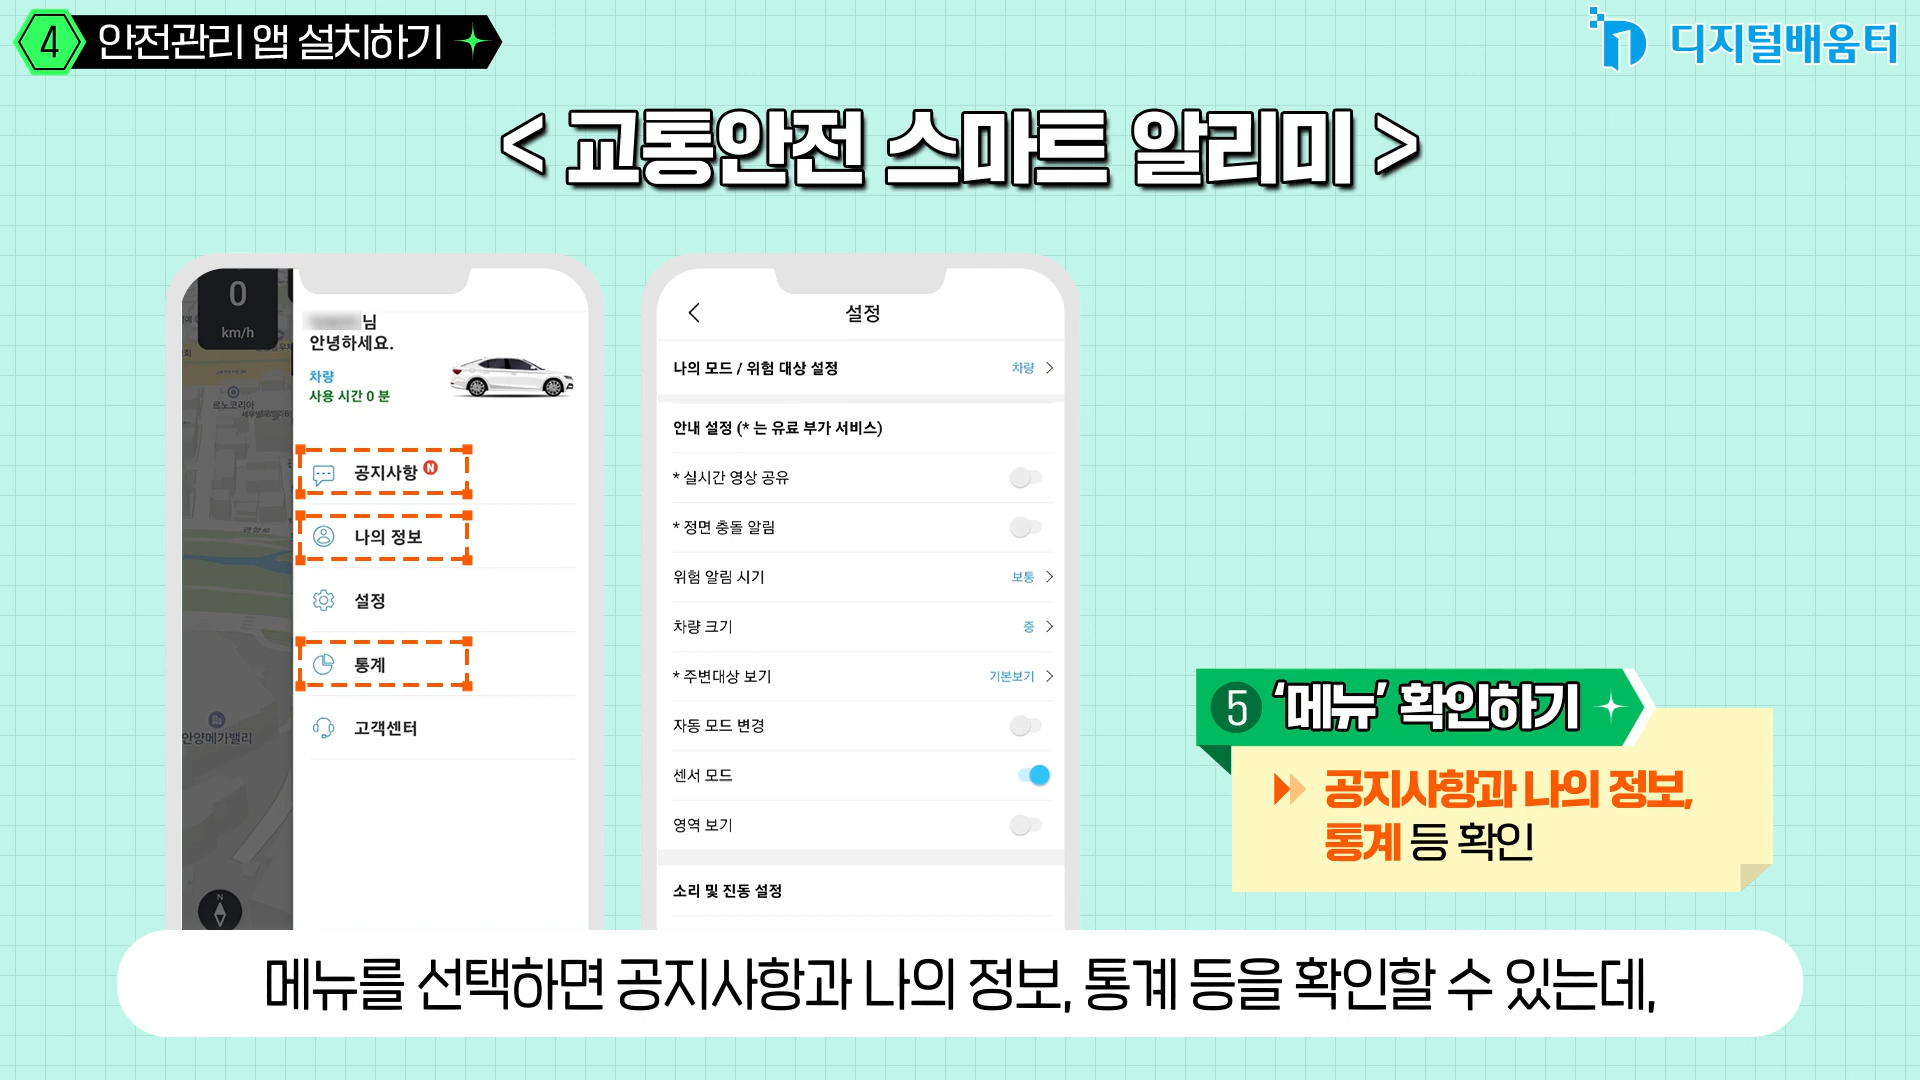 4 안전관리 앱 설치하기
디지털배움터
< 교통안전 스마트 알리미 >
0
km/h
님
안녕하세요.
차량
사용 시간 0 분
르노코리아
공지사항 N
나의 정보
설정
통계
고객센터
안양메가밸리
N
설정
나의 모드 / 위험 대상 설정 차량
안내 설정 (* 는 유료 부가 서비스)
* 실시간 영상 공유
* 정면 충돌 알림
위험 알림 시기 보통
차량 크기 중
* 주변대상 보기 기본보기
자동 모드 변경
센서 모드
영역 보기
소리 및 진동 설정
5 ‘메뉴’ 확인하기
공지사항과 나의 정보,
통계 등 확인
메뉴를 선택하면 공지사항과 나의 정보, 통계 등을 확인할 수 있는데,